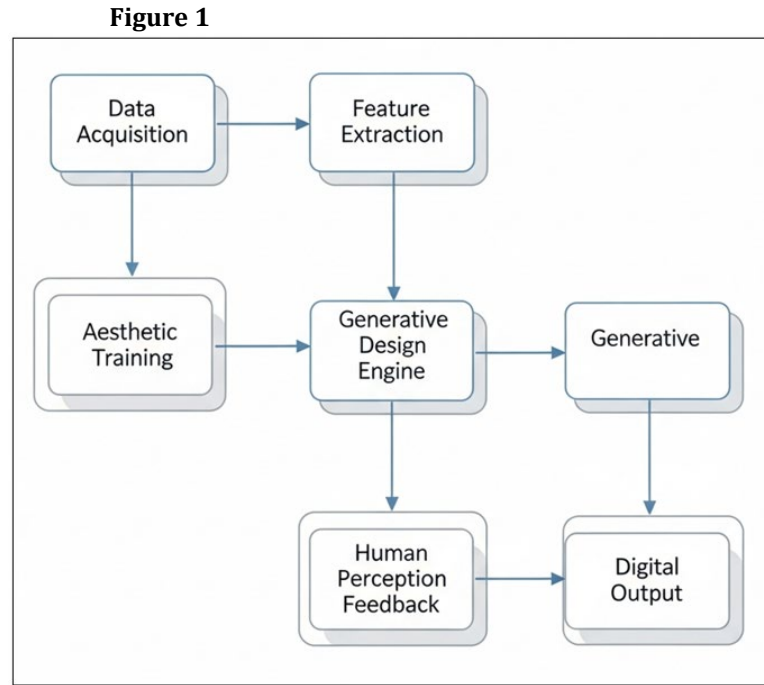 Figure 1
Data
Acquisition
Feature
Extraction
Aesthetic
Training
Generative
Design
Engine
Generative
Human
Perception
Feedback
Digital
Output